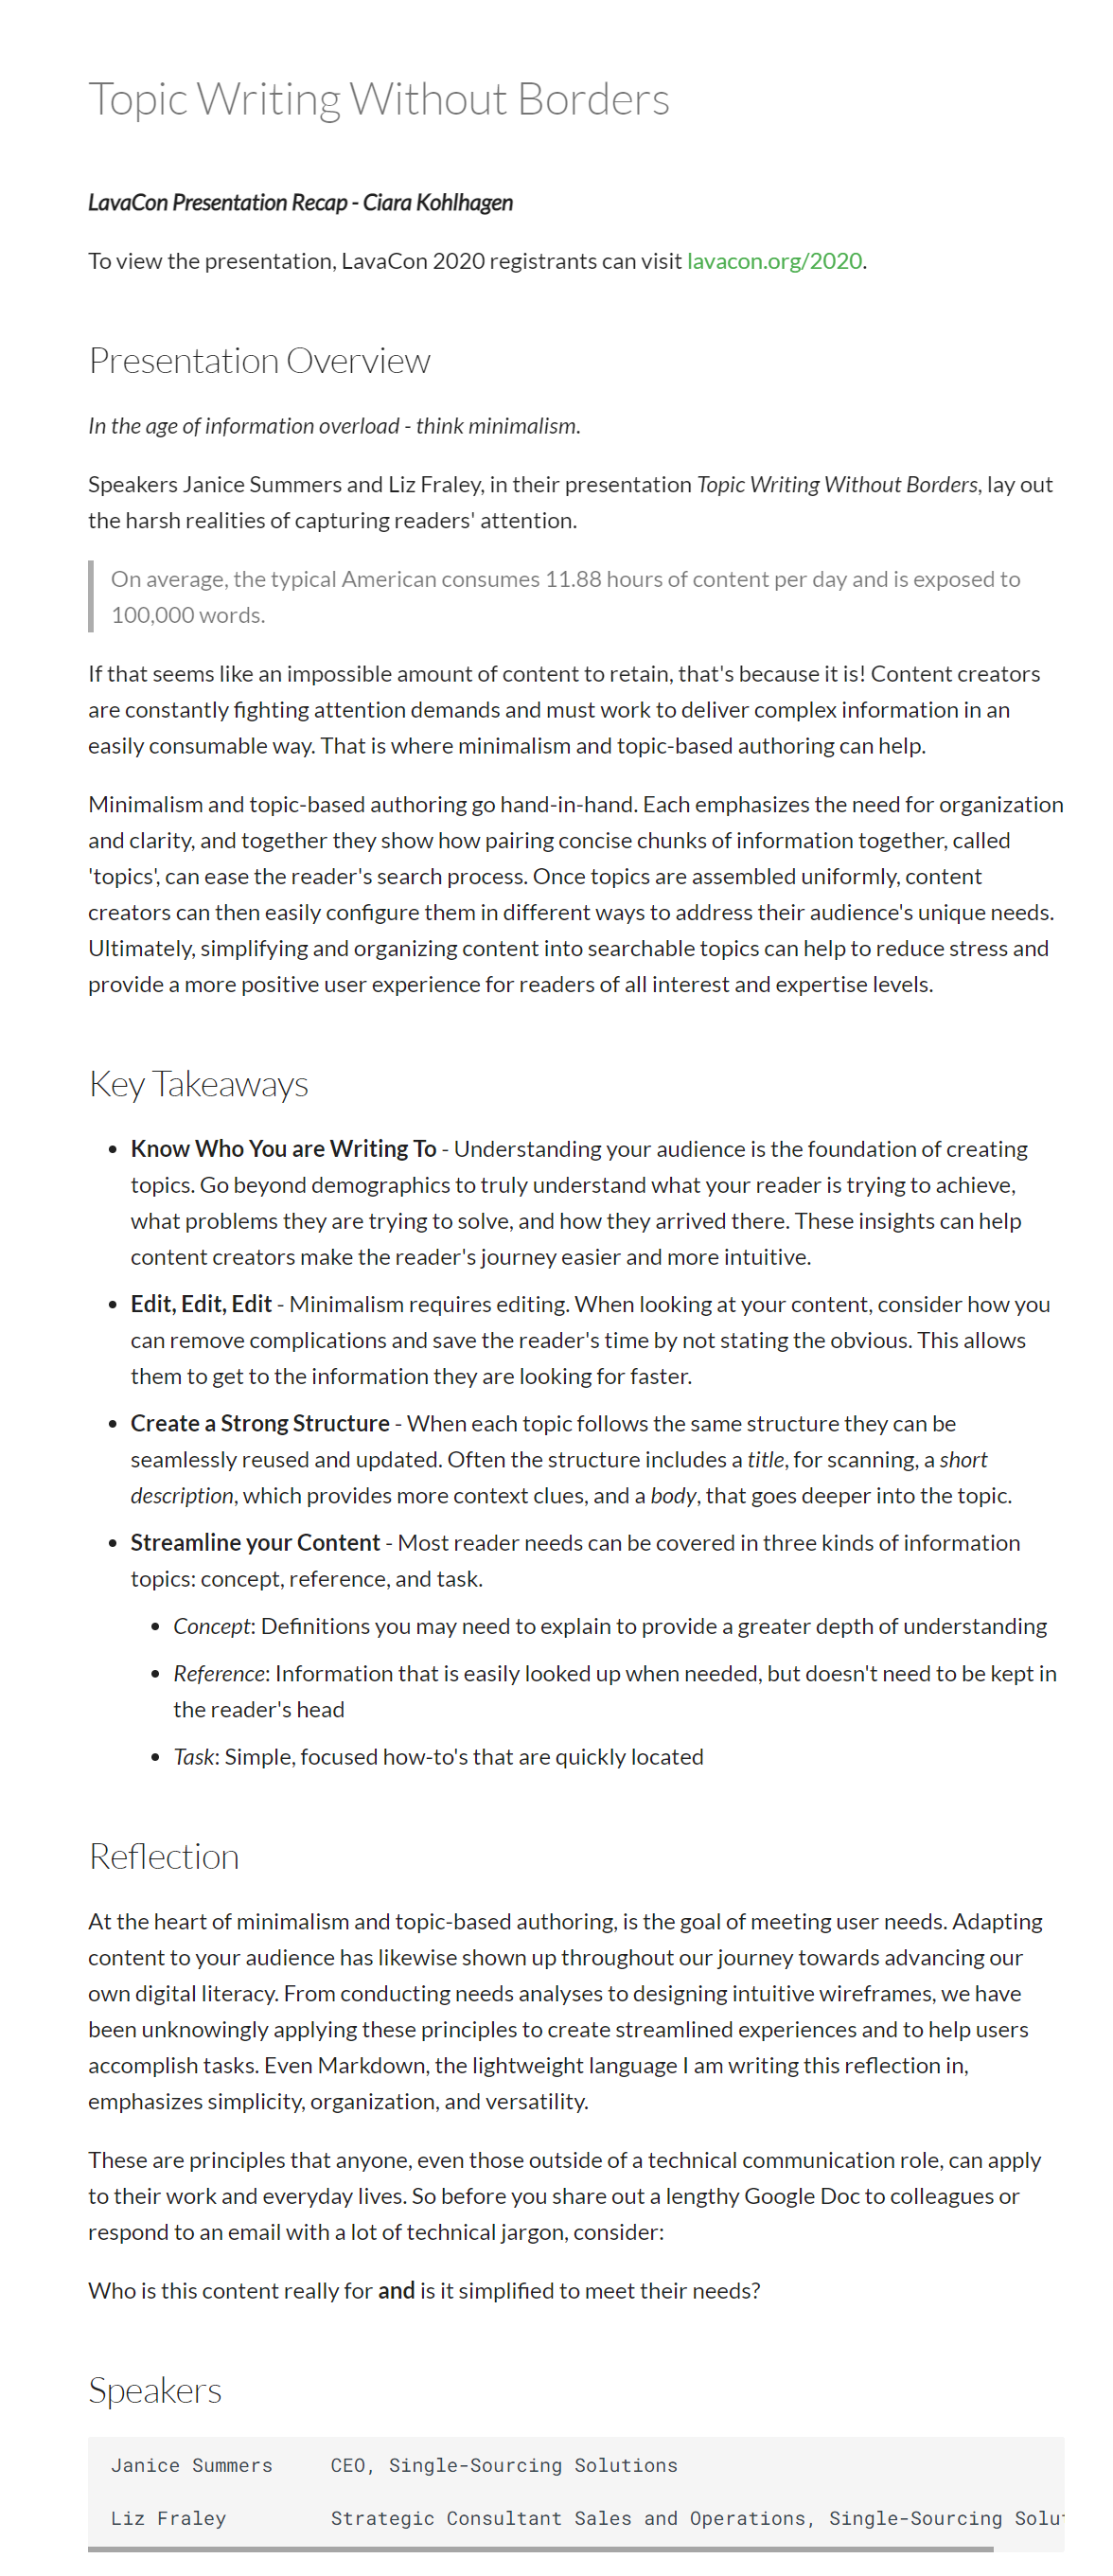 Topic Writing Without Borders
LavaCon Presentation Recap - Ciara Kohlhagen
To view the presentation, LavaCon 2020 registrants can visit lavacon.org/2020.
Presentation Overview
In the age of information overload - think minimalism.
Speakers Janice Summers and Liz Fraley, in their presentation Topic Writing Without Borders, lay out
the harsh realities of capturing readers' attention.
On average, the typical American consumes 11.88 hours of content per day and is exposed to
100,000 words.
If that seems like an impossible amount of content to retain, that's because it is! Content creators
are constantly fighting attention demands and must work to deliver complex information in an
easily consumable way. That is where minimalism and topic-based authoring can help.
Minimalism and topic-based authoring go hand-in-hand. Each emphasizes the need for organization
and clarity, and together they show how pairing concise chunks of information together, called
'topics', can ease the reader's search process. Once topics are assembled uniformly, content
creators can then easily configure them in different ways to address their audience's unique needs.
Ultimately, simplifying and organizing content into searchable topics can help to reduce stress and
provide a more positive user experience for readers of all interest and expertise levels.
Key Takeaways
• Know Who You are Writing To - Understanding your audience is the foundation of creating
topics. Go beyond demographics to truly understand what your reader is trying to achieve,
what problems they are trying to solve, and how they arrived there. These insights can help
content creators make the reader's journey easier and more intuitive.
• Edit, Edit, Edit - Minimalism requires editing. When looking at your content, consider how you
can remove complications and save the reader's time by not stating the obvious. This allows
them to get to the information they are looking for faster.
• Create a Strong Structure - When each topic follows the same structure they can be
seamlessly reused and updated. Often the structure includes a title, for scanning, a short
description, which provides more context clues, and a body, that goes deeper into the topic.
• Streamline your Content - Most reader needs can be covered in three kinds of information
topics: concept, reference, and task.
• Concept: Definitions you may need to explain to provide a greater depth of understanding
• Reference: Information that is easily looked up when needed, but doesn't need to be kept in
the reader's head
• Task: Simple, focused how-to's that are quickly located
Reflection
At the heart of minimalism and topic-based authoring, is the goal of meeting user needs. Adapting
content to your audience has likewise shown up throughout our journey towards advancing our
own digital literacy. From conducting needs analyses to designing intuitive wireframes, we have
been unknowingly applying these principles to create streamlined experiences and to help users
accomplish tasks. Even Markdown, the lightweight language I am writing this reflection in,
emphasizes simplicity, organization, and versatility.
These are principles that anyone, even those outside of a technical communication role, can apply
to their work and everyday lives. So before you share out a lengthy Google Doc to colleagues or
respond to an email with a lot of technical jargon, consider:
Who is this content really for and is it simplified to meet their needs?
Speakers
Janice Summers CEO, Single-Sourcing Solutions
Liz Fraley Strategic Consultant Sales and Operations, Single-Sourcing